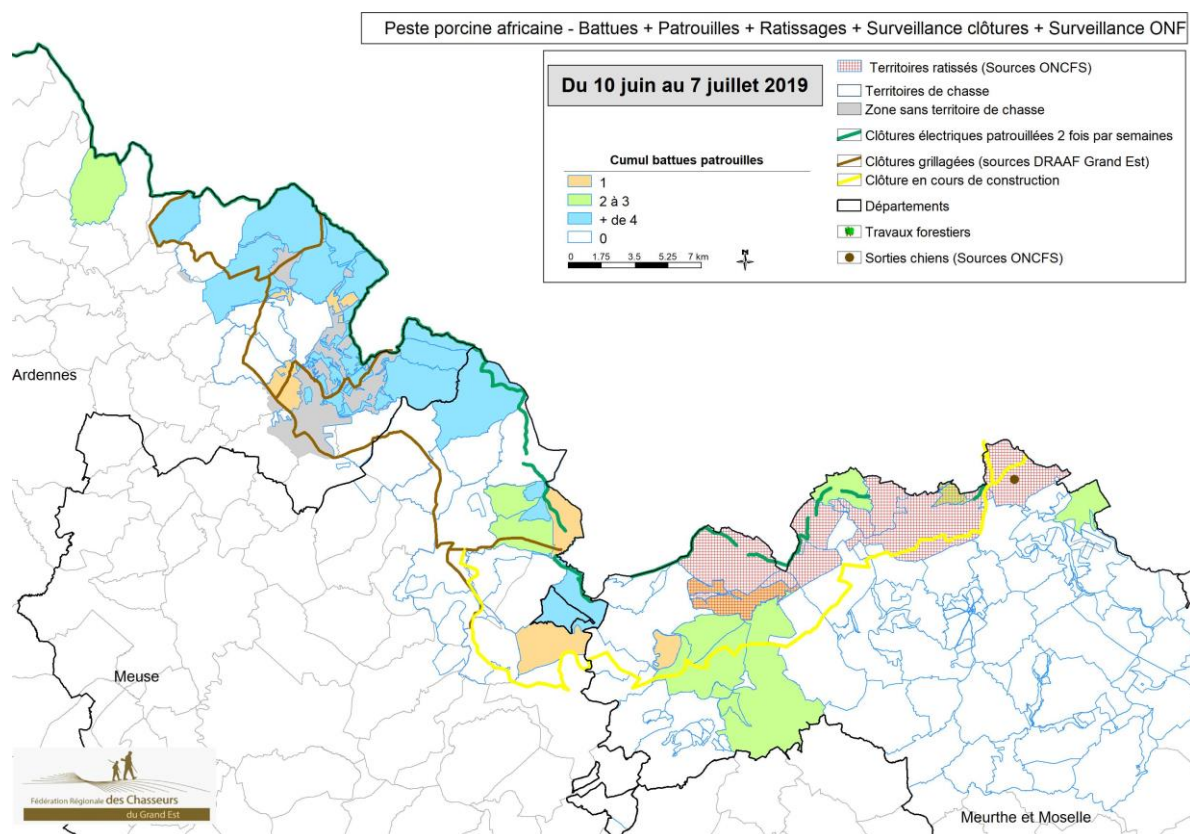 Peste porcine africaine - Battues + Patrouilles + Ratissages + Surveillance clôtures + Surveillance ONF
Du 10 juin au 7 juillet 2019
Cumul battues patrouilles
1
2 à 3
+ de 4
0
0 1.75 3.5 5.25 7 km
N
Territoires ratissés (Sources ONCFS)
Territoires de chasse
Zone sans territoire de chasse
Clôtures électriques patrouillées 2 fois par semaines
Clôtures grillagées (sources DRAAF Grand Est)
Clôture en cours de construction
Départements
Travaux forestiers
Sorties chiens (Sources ONCFS)
Ardennes
Meuse
Meurthe et Moselle
Fédération Régionale des Chasseurs
du Grand Est